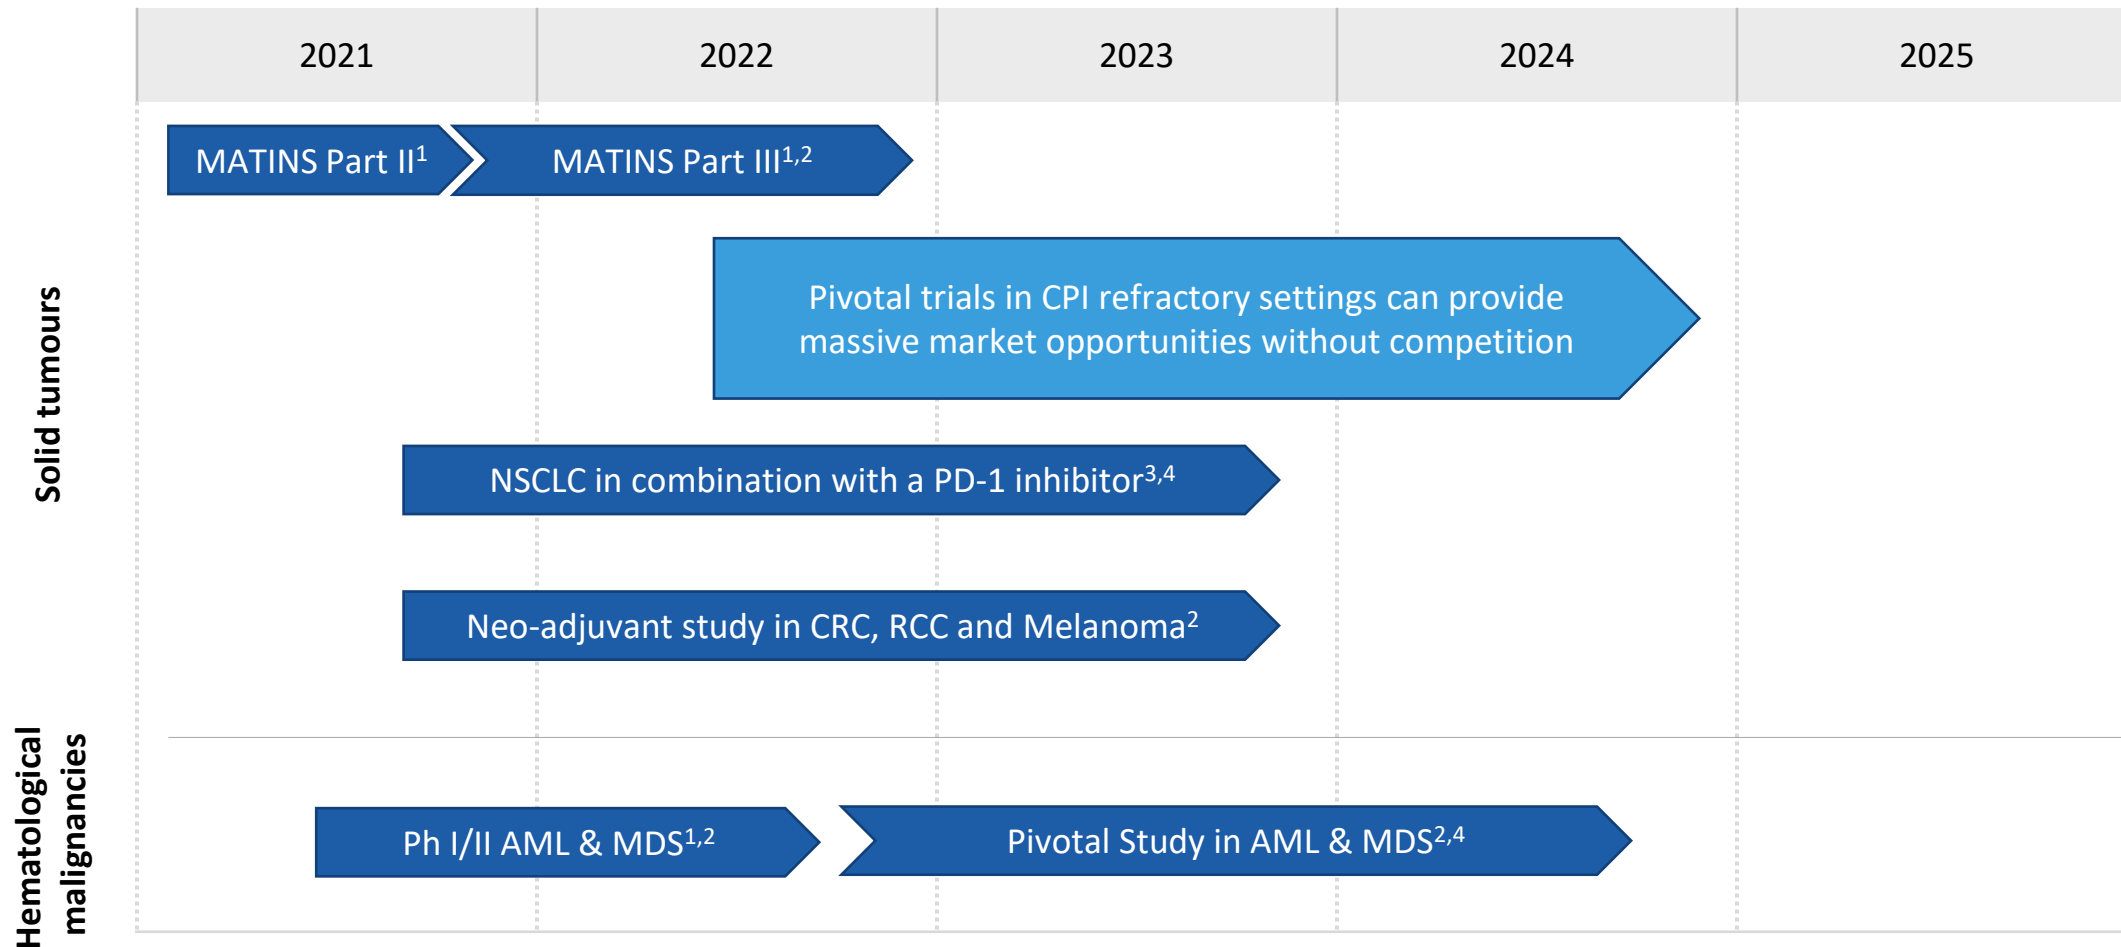 2021
2022
2023
2024
2025
Solid tumours
MATINS Part II¹
MATINS Part III¹,²
Pivotal trials in CPI refractory settings can provide
massive market opportunities without competition
NSCLC in combination with a PD-1 inhibitor³,⁴
Neo-adjuvant study in CRC, RCC and Melanoma²
Hematological
malignancies
Ph I/II AML & MDS¹,²
Pivotal Study in AML & MDS²,⁴